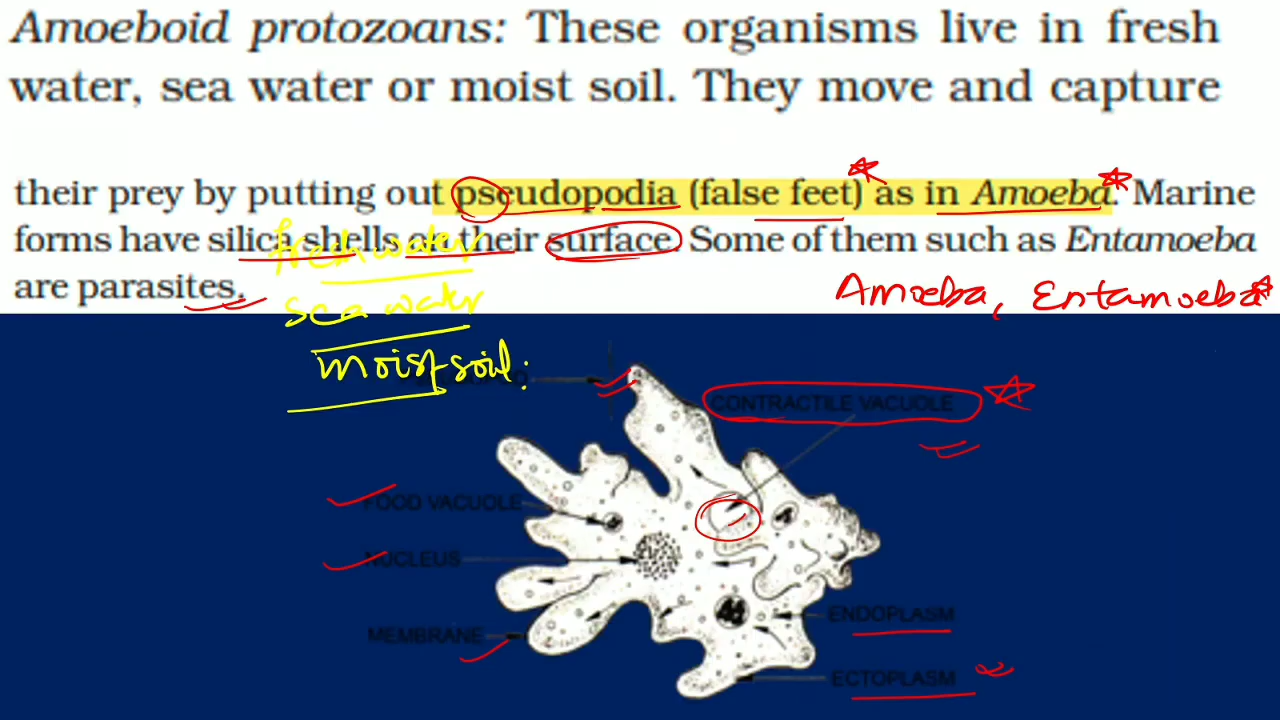 Amoeboid protozoans: These organisms live in fresh
water, sea water or moist soil. They move and capture
their prey by putting out pseudopodia (false feet) as in Amoeba. Marine
forms have silica shells on their surface. Some of them such as Entamoeba
are parasites.
fresh water
sea water
moist soil:
Amoeba, Entamoeba
CONTRACTILE VACUOLE
FOOD VACUOLE
NUCLEUS
MEMBRANE
ENDOPLASM
ECTOPLASM